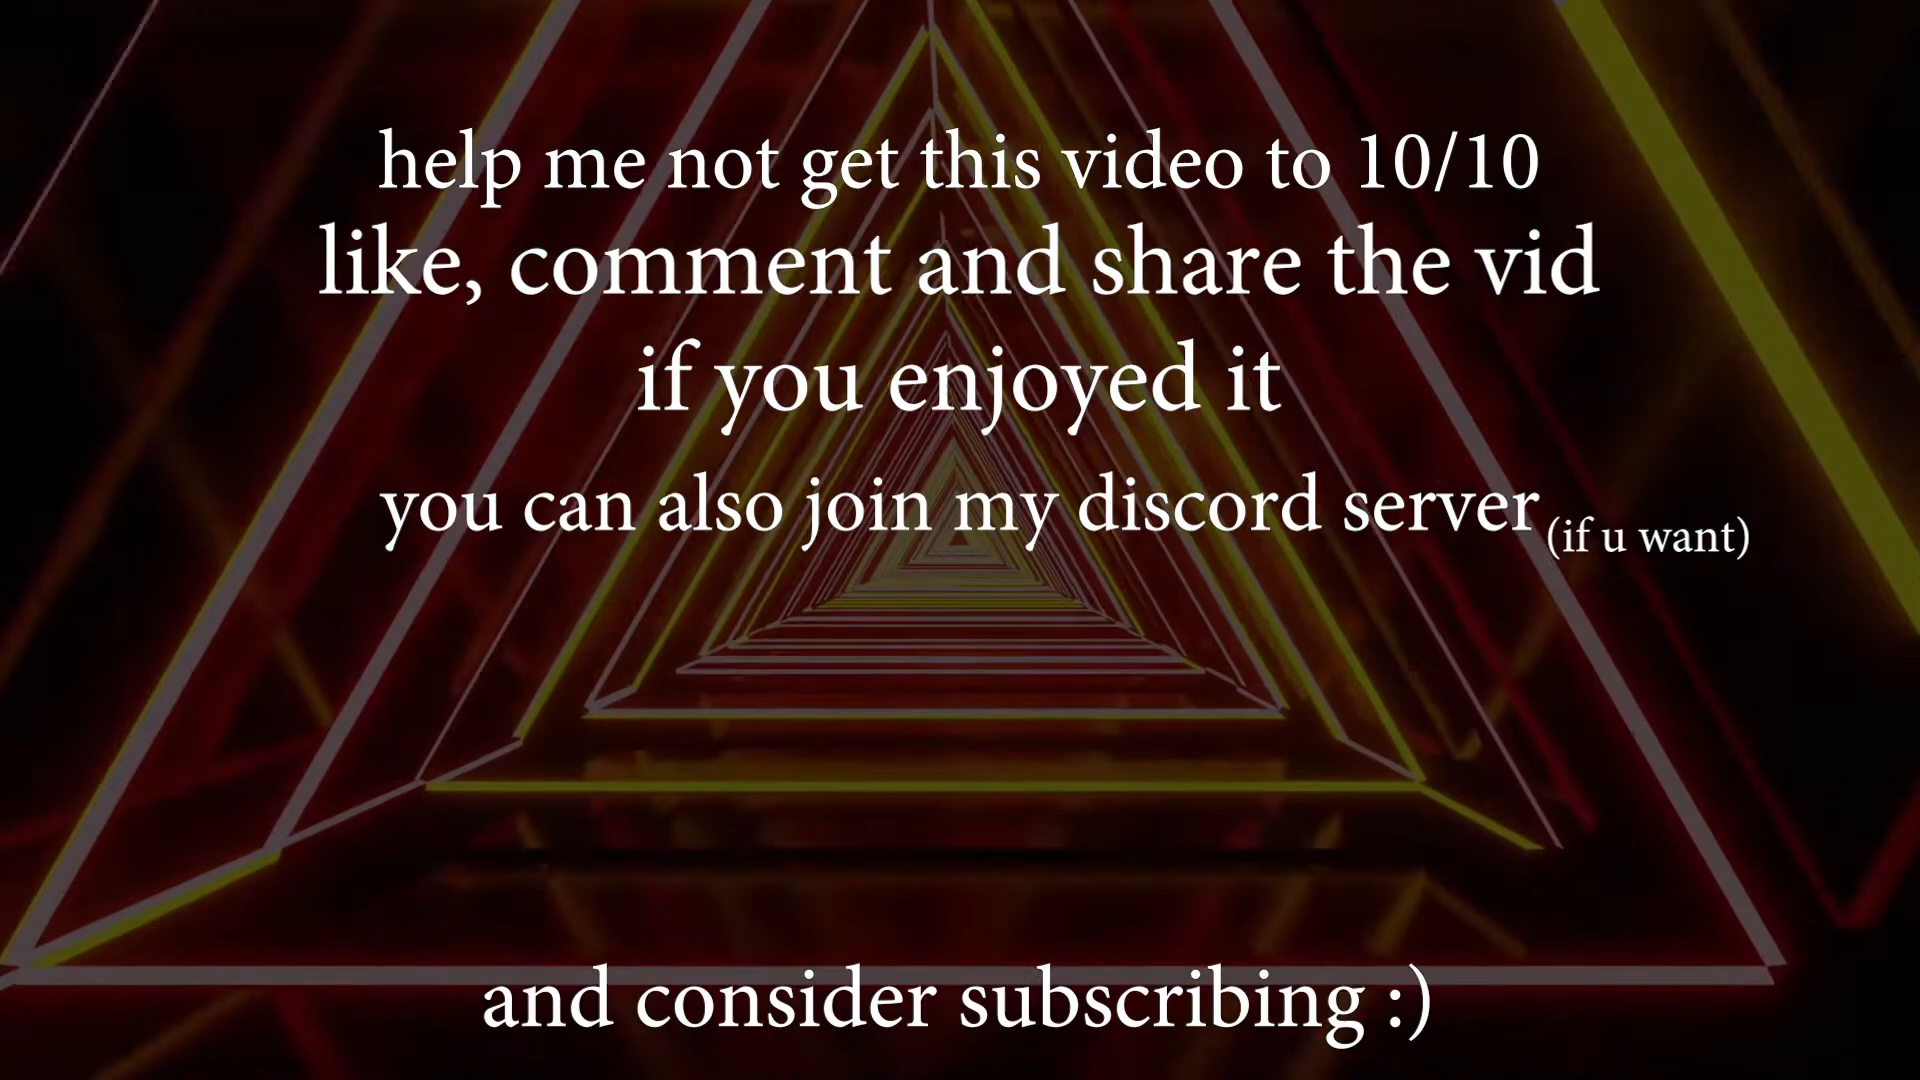 help me not get this video to 10/10
like, comment and share the vid
if you enjoyed it
you can also join my discord server (if u want)
and consider subscribing :)